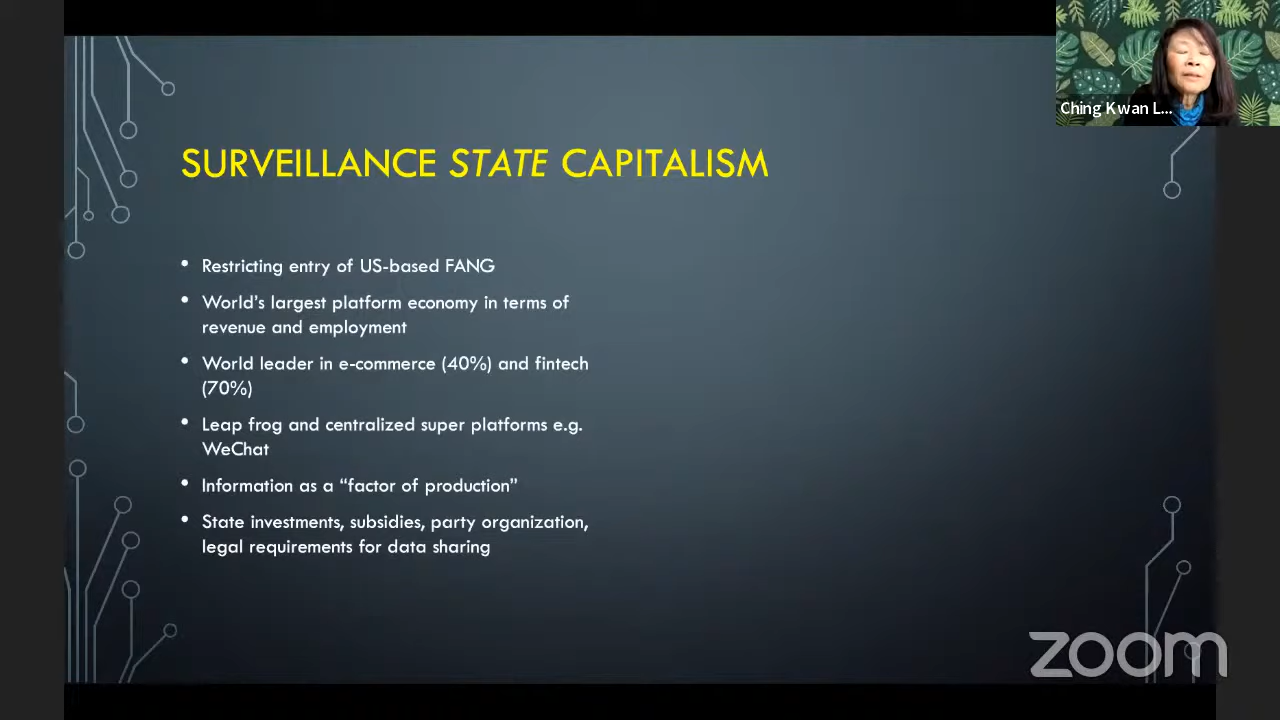 Ching Kwan L...
SURVEILLANCE STATE CAPITALISM
• Restricting entry of US-based FANG
• World's largest platform economy in terms of
revenue and employment
• World leader in e-commerce (40%) and fintech
(70%)
• Leap frog and centralized super platforms e.g.
WeChat
• Information as a “factor of production”
• State investments, subsidies, party organization,
legal requirements for data sharing
zoom